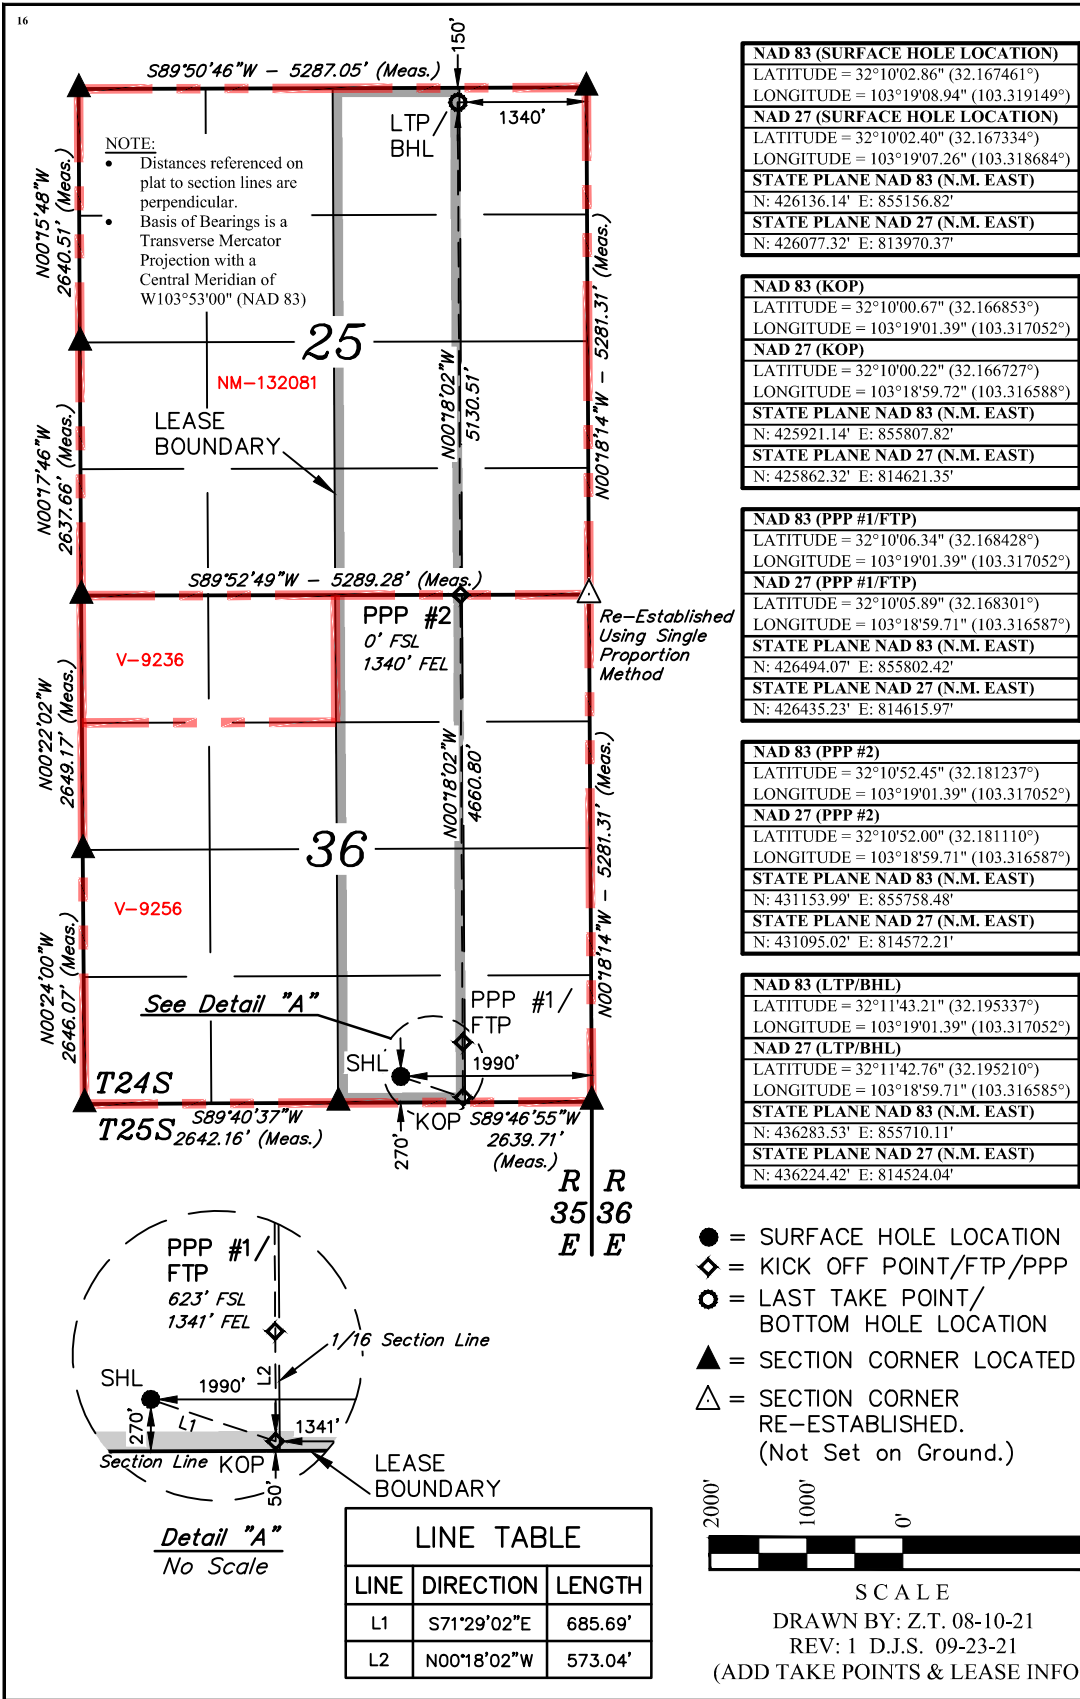 16
S89°50'46"W - 5287.05' (Meas.)
150'
1340'
LTP
BHL
NOTE:
• Distances referenced on
plat to section lines are
perpendicular.
• Basis of Bearings is a
Transverse Mercator
Projection with a
Central Meridian of
W103°53'00" (NAD 83)
N00°15'48"W
2640.51' (Meas.)
25
NM-132081
LEASE
BOUNDARY
N00°18'02"W
5130.51'
N00°18'14"W - 5281.31' (Meas.)
N00°17'46"W
2637.66' (Meas.)
S89°52'49"W - 5289.28' (Meas.)
PPP #2
0' FSL
1340' FEL
Re-Established
Using Single
Proportion
Method
V-9236
N00°22'02"W
2649.17' (Meas.)
N00°18'02"W
4660.80'
N00°18'14"W - 5281.31' (Meas.)
36
V-9256
N00°24'00"W
2646.07' (Meas.)
See Detail "A"
PPP #1/
FTP
SHL
1990'
T24S
T25S
S89°40'37"W
2642.16' (Meas.)
270'
KOP
S89°46'55"W
2639.71'
(Meas.)
R R
35 36
E E
NAD 83 (SURFACE HOLE LOCATION)
LATITUDE = 32°10'02.86" (32.167461°)
LONGITUDE = 103°19'08.94" (103.319149°)
NAD 27 (SURFACE HOLE LOCATION)
LATITUDE = 32°10'02.40" (32.167334°)
LONGITUDE = 103°19'07.26" (103.318684°)
STATE PLANE NAD 83 (N.M. EAST)
N: 426136.14' E: 855156.82'
STATE PLANE NAD 27 (N.M. EAST)
N: 426077.32' E: 813970.37'
NAD 83 (KOP)
LATITUDE = 32°10'00.67" (32.166853°)
LONGITUDE = 103°19'01.39" (103.317052°)
NAD 27 (KOP)
LATITUDE = 32°10'00.22" (32.166727°)
LONGITUDE = 103°18'59.72" (103.316588°)
STATE PLANE NAD 83 (N.M. EAST)
N: 425921.14' E: 855807.82'
STATE PLANE NAD 27 (N.M. EAST)
N: 425862.32' E: 814621.35'
NAD 83 (PPP #1/FTP)
LATITUDE = 32°10'06.34" (32.168428°)
LONGITUDE = 103°19'01.39" (103.317052°)
NAD 27 (PPP #1/FTP)
LATITUDE = 32°10'05.89" (32.168301°)
LONGITUDE = 103°18'59.71" (103.316587°)
STATE PLANE NAD 83 (N.M. EAST)
N: 426494.07' E: 855802.42'
STATE PLANE NAD 27 (N.M. EAST)
N: 426435.23' E: 814615.97'
NAD 83 (PPP #2)
LATITUDE = 32°10'52.45" (32.181237°)
LONGITUDE = 103°19'01.39" (103.317052°)
NAD 27 (PPP #2)
LATITUDE = 32°10'52.00" (32.181110°)
LONGITUDE = 103°18'59.71" (103.316587°)
STATE PLANE NAD 83 (N.M. EAST)
N: 431153.99' E: 855758.48'
STATE PLANE NAD 27 (N.M. EAST)
N: 431095.02' E: 814572.21'
NAD 83 (LTP/BHL)
LATITUDE = 32°11'43.21" (32.195337°)
LONGITUDE = 103°19'01.39" (103.317052°)
NAD 27 (LTP/BHL)
LATITUDE = 32°11'42.76" (32.195210°)
LONGITUDE = 103°18'59.71" (103.316585°)
STATE PLANE NAD 83 (N.M. EAST)
N: 436283.53' E: 855710.11'
STATE PLANE NAD 27 (N.M. EAST)
N: 436224.42' E: 814524.04'
= SURFACE HOLE LOCATION
= KICK OFF POINT/FTP/PPP
= LAST TAKE POINT/
BOTTOM HOLE LOCATION
= SECTION CORNER LOCATED
= SECTION CORNER
RE-ESTABLISHED.
(Not Set on Ground.)
PPP #1/
FTP
623' FSL
1341' FEL
1/16 Section Line
SHL
1990'
L2
L1
270'
1341'
Section Line
KOP
50'
LEASE
BOUNDARY
Detail "A"
No Scale
LINE TABLE
LINE DIRECTION LENGTH
L1 S71°29'02"E 685.69'
L2 N00°18'02"W 573.04'
2000' 1000' 0'
SCALE
DRAWN BY: Z.T. 08-10-21
REV: 1 D.J.S. 09-23-21
(ADD TAKE POINTS & LEASE INFO